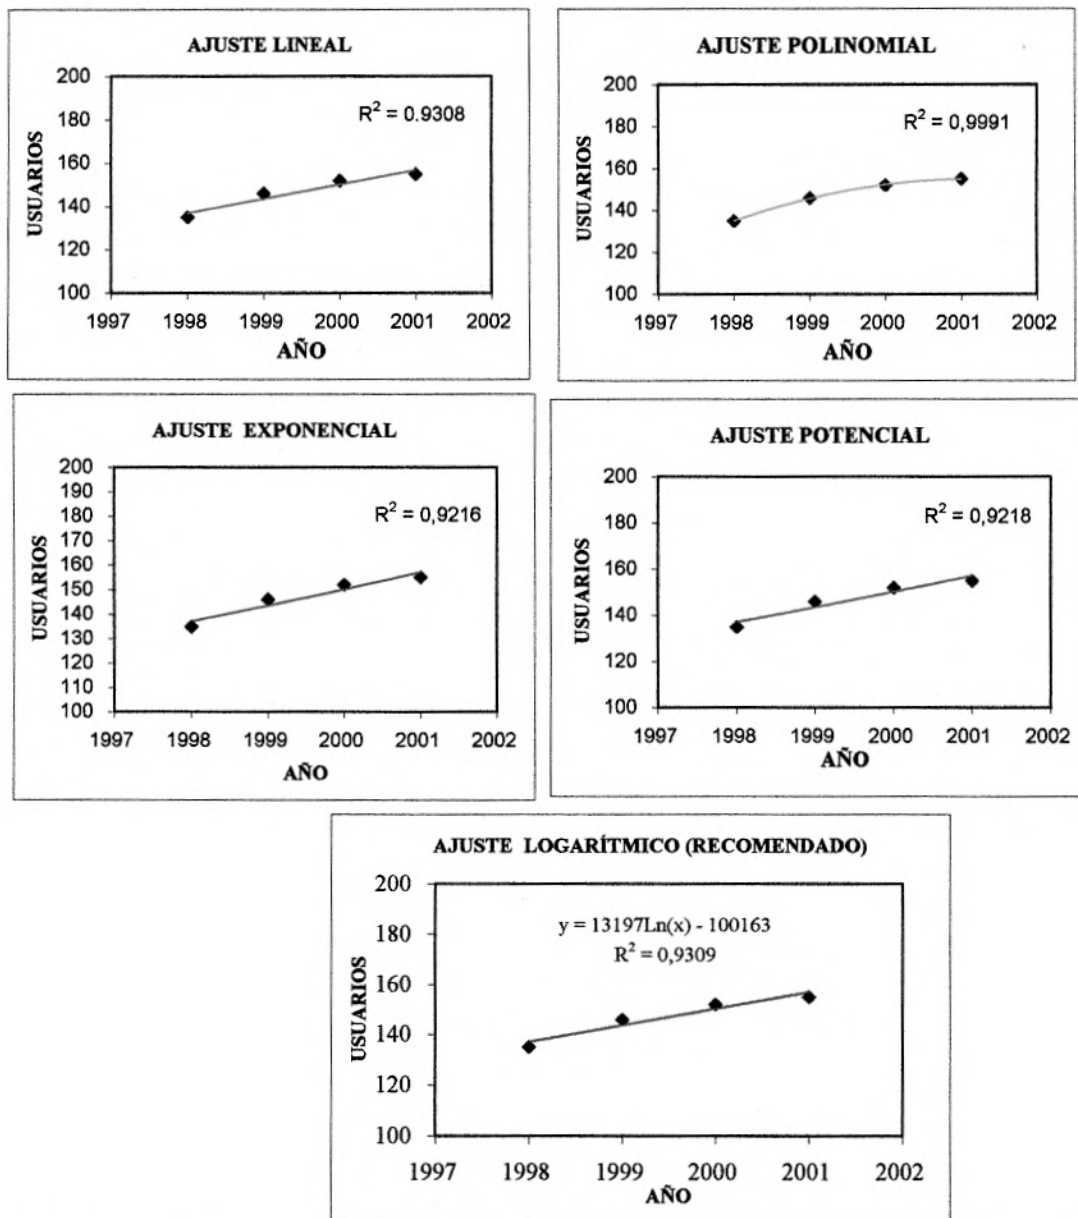 AJUSTE LINEAL
R² = 0.9308
USUARIOS
200
180
160
140
120
100
1997 1998 1999 2000 2001 2002
AÑO
AJUSTE POLINOMIAL
R² = 0,9991
USUARIOS
200
180
160
140
120
100
1997 1998 1999 2000 2001 2002
AÑO
AJUSTE EXPONENCIAL
R² = 0,9216
USUARIOS
200
190
180
170
160
150
140
130
120
110
100
1997 1998 1999 2000 2001 2002
AÑO
AJUSTE POTENCIAL
R² = 0,9218
USUARIOS
200
180
160
140
120
100
1997 1998 1999 2000 2001 2002
AÑO
AJUSTE LOGARÍTMICO (RECOMENDADO)
y = 13197Ln(x) - 100163
R² = 0,9309
USUARIOS
200
180
160
140
120
100
1997 1998 1999 2000 2001 2002
AÑO